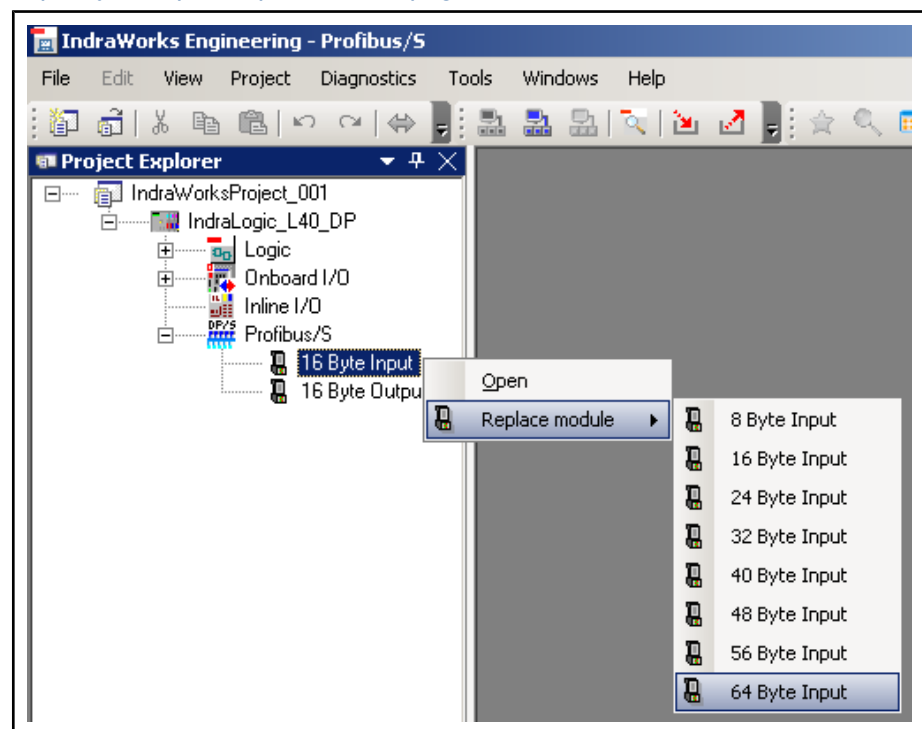 IndraWorks Engineering - Profibus/S
File Edit View Project Diagnostics Tools Windows Help
Project Explorer
IndraWorksProject_001
IndraLogic_L40_DP
Logic
Onboard I/O
Inline I/O
DP/S
Profibus/S
16 Byte Input
16 Byte Outpu
Open
Replace module
8 Byte Input
16 Byte Input
24 Byte Input
32 Byte Input
40 Byte Input
48 Byte Input
56 Byte Input
64 Byte Input